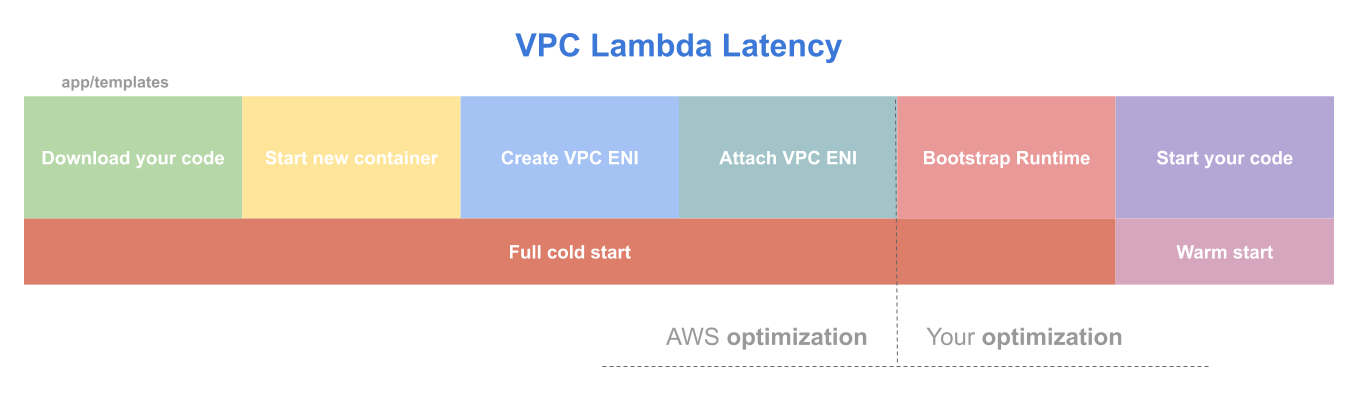 VPC Lambda Latency
app/templates
Download your code
Start new container
Create VPC ENI
Attach VPC ENI
Bootstrap Runtime
Start your code
Full cold start
Warm start
AWS optimization
Your optimization